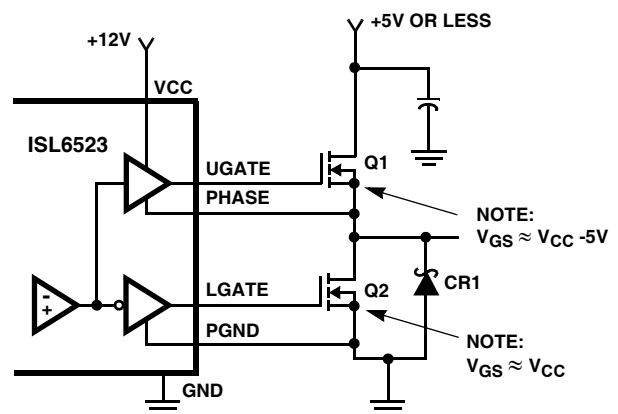 +5V OR LESS
+12V
VCC
ISL6523
UGATE
Q1
PHASE
NOTE:
VGS ≈ VCC -5V
-
+
LGATE
Q2
CR1
PGND
NOTE:
VGS ≈ VCC
GND